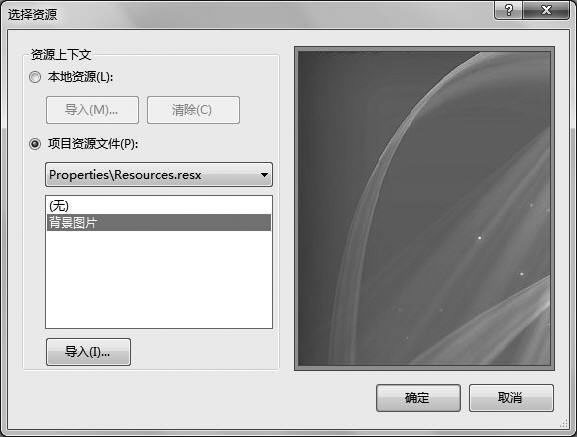 选择资源
资源上下文
本地资源(L):
导入(M)... 清除(C)
项目资源文件(P):
Properties\Resources.resx
(无)
背景图片
导入(I)...
确定 取消